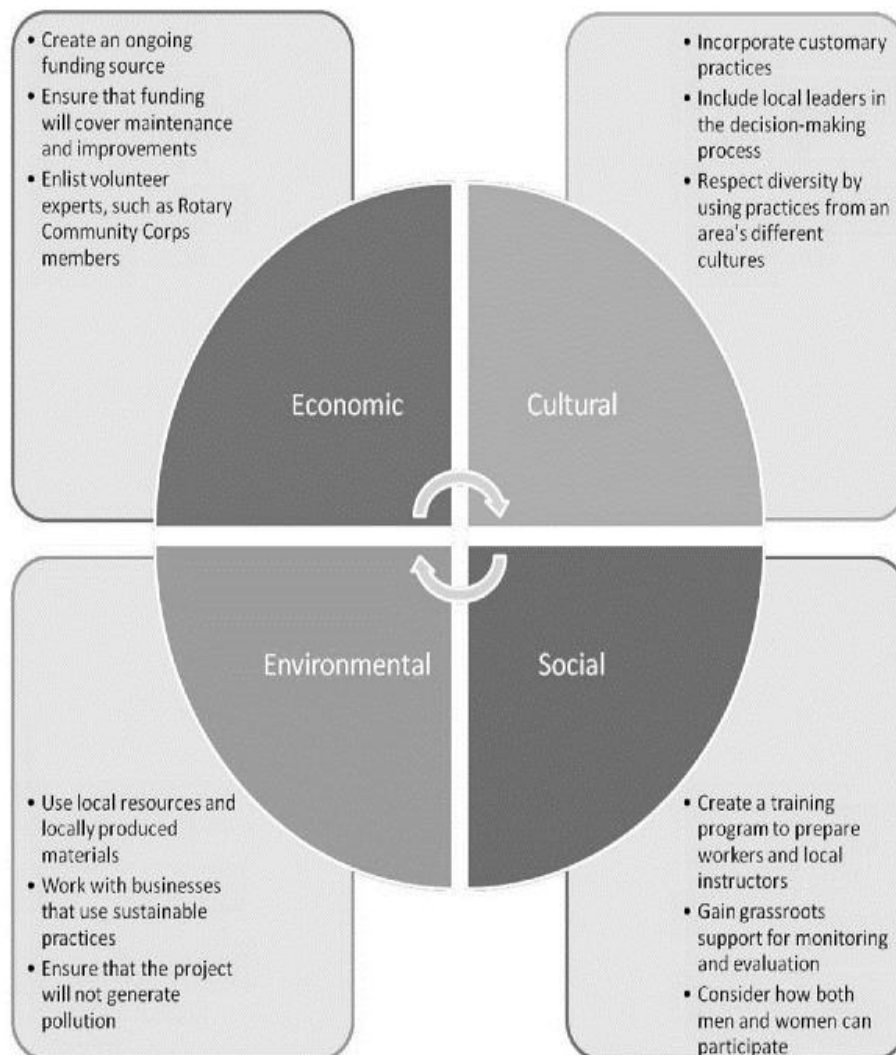 • Create an ongoing
funding source
• Ensure that funding
will cover maintenance
and improvements
• Enlist volunteer
experts, such as Rotary
Community Corps
members
• Incorporate customary
practices
• Include local leaders in
the decision-making
process
• Respect diversity by
using practices from an
area's different
cultures
Economic
Cultural
Environmental
Social
• Use local resources and
locally produced
materials
• Work with businesses
that use sustainable
practices
• Ensure that the project
will not generate
pollution
• Create a training
program to prepare
workers and local
instructors
• Gain grassroots
support for monitoring
and evaluation
• Consider how both
men and women can
participate